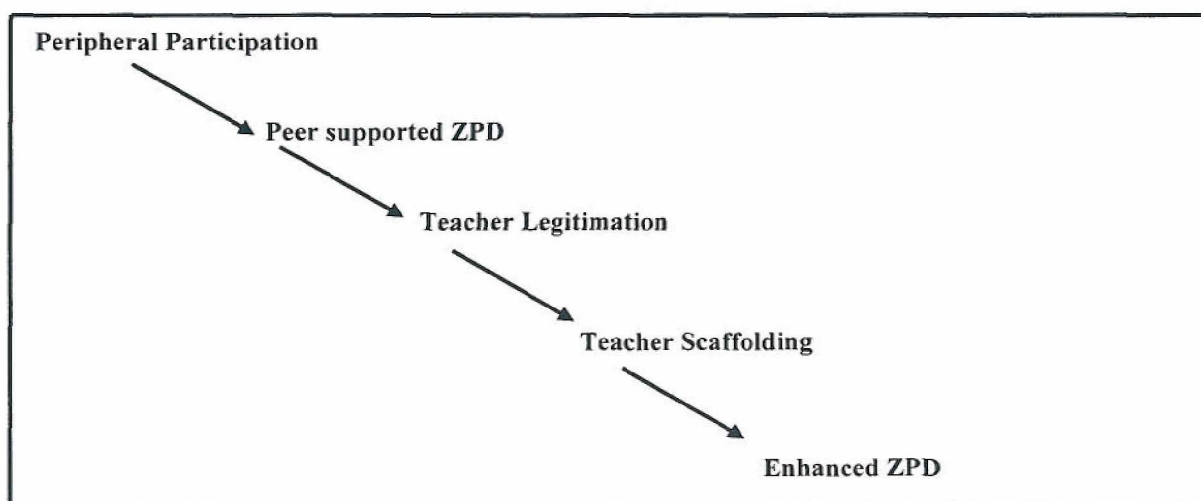 Peripheral Participation
Peer supported ZPD
Teacher Legitimation
Teacher Scaffolding
Enhanced ZPD